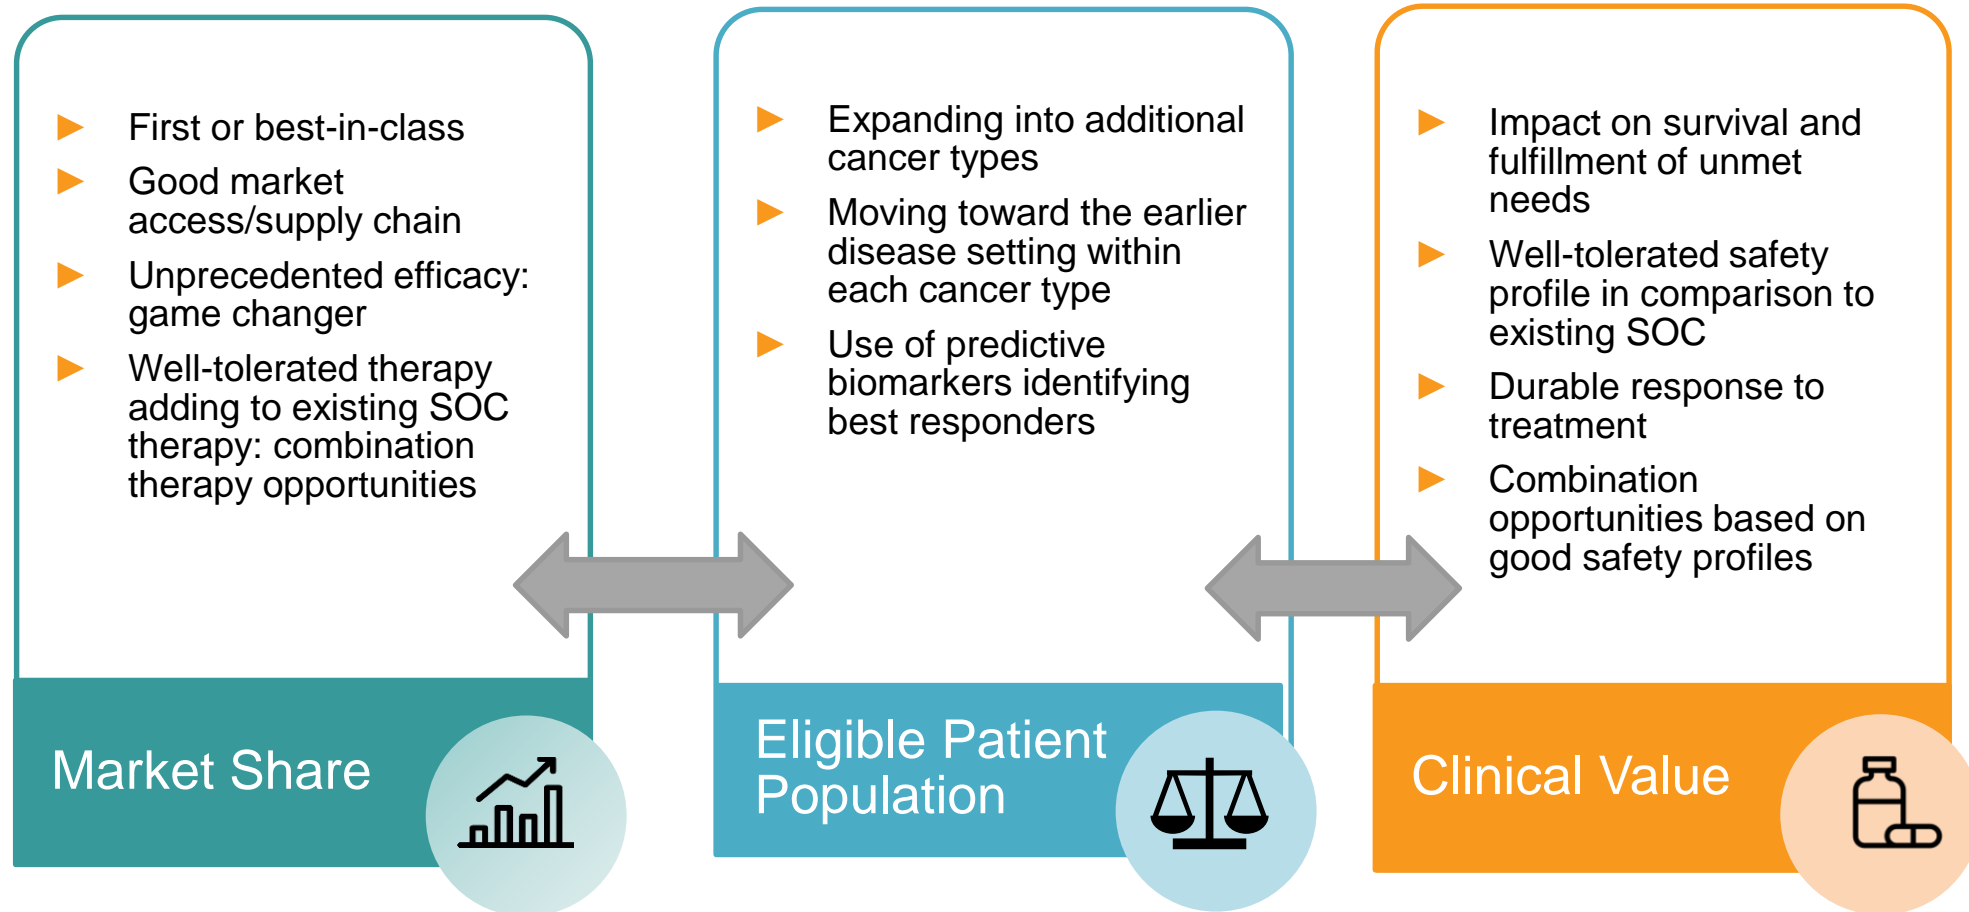 First or best-in-class
Good market
access/supply chain
Unprecedented efficacy:
game changer
Well-tolerated therapy
adding to existing SOC
therapy: combination
therapy opportunities
Market Share
Expanding into additional
cancer types
Moving toward the earlier
disease setting within
each cancer type
Use of predictive
biomarkers identifying
best responders
Eligible Patient
Population
Impact on survival and
fulfillment of unmet
needs
Well-tolerated safety
profile in comparison to
existing SOC
Durable response to
treatment
Combination
opportunities based on
good safety profiles
Clinical Value